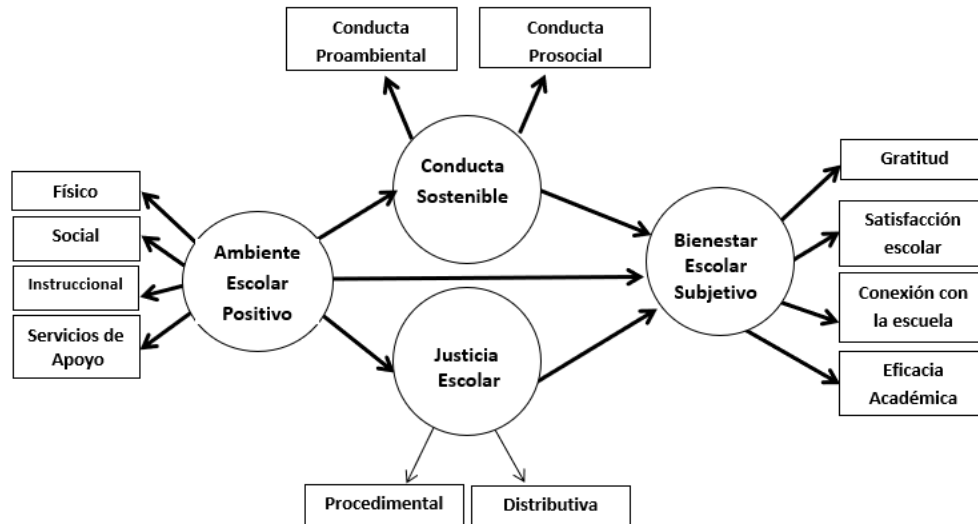 Conducta
Proambiental
Conducta
Prosocial
Físico
Social
Instruccional
Servicios de
Apoyo
Ambiente
Escolar
Positivo
Conducta
Sostenible
Justicia
Escolar
Bienestar
Escolar
Subjetivo
Gratitud
Satisfacción
escolar
Conexión con
la escuela
Eficacia
Académica
Procedimental
Distributiva